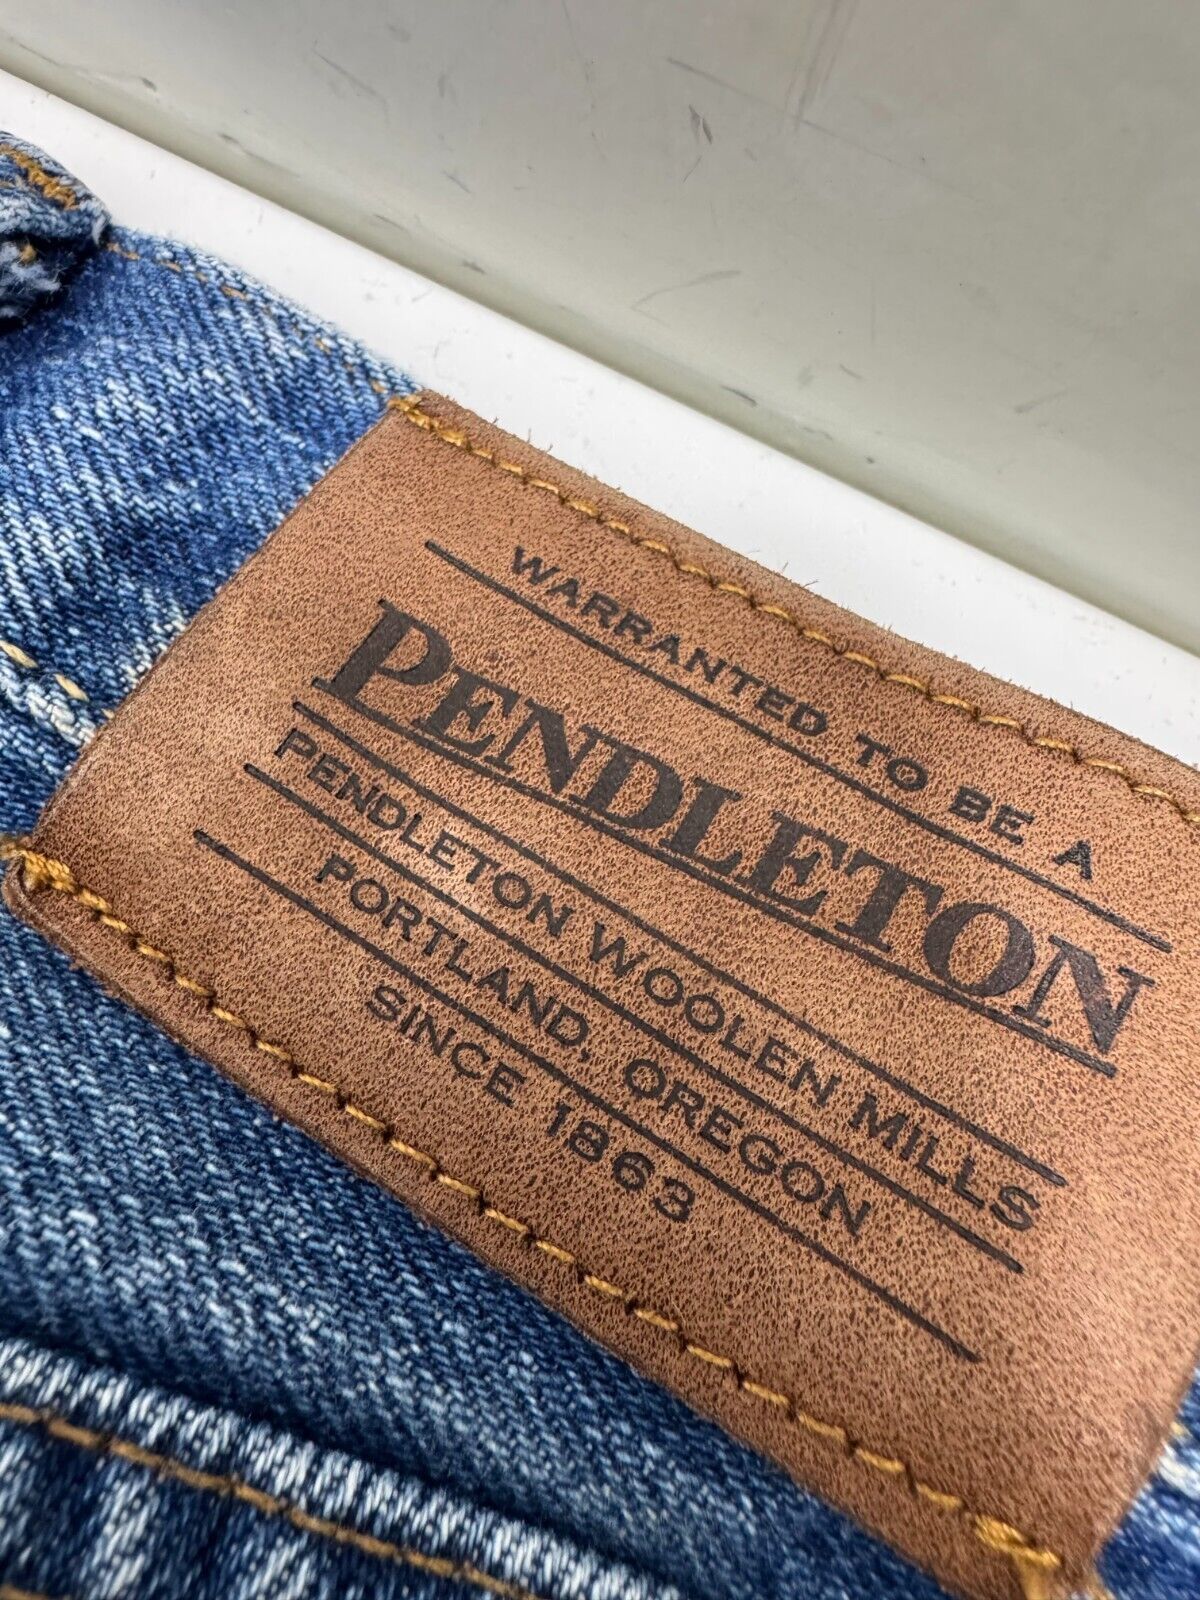 WARRANTED TO BE A
PENDLETON
PENDLETON WOOLEN MILLS
PORTLAND, OREGON
SINCE 1863